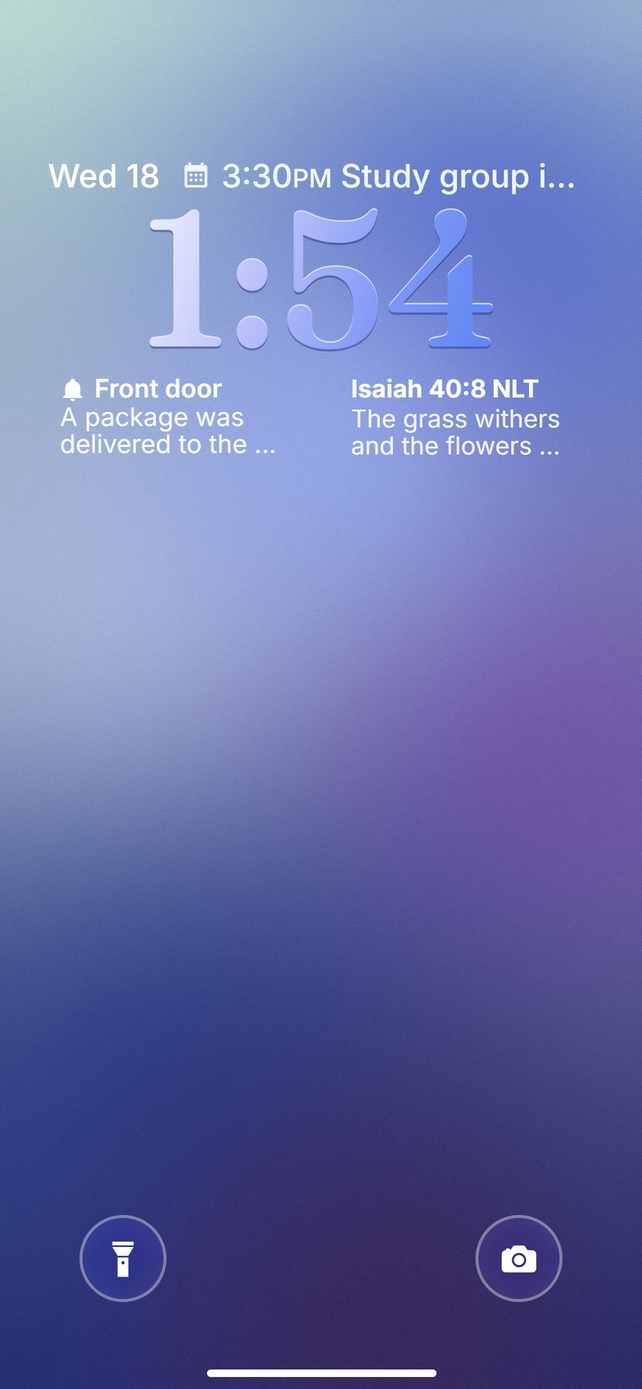 Wed 18 3:30PM Study group i...
1:54
Front door
A package was
delivered to the ...
Isaiah 40:8 NLT
The grass withers
and the flowers ...